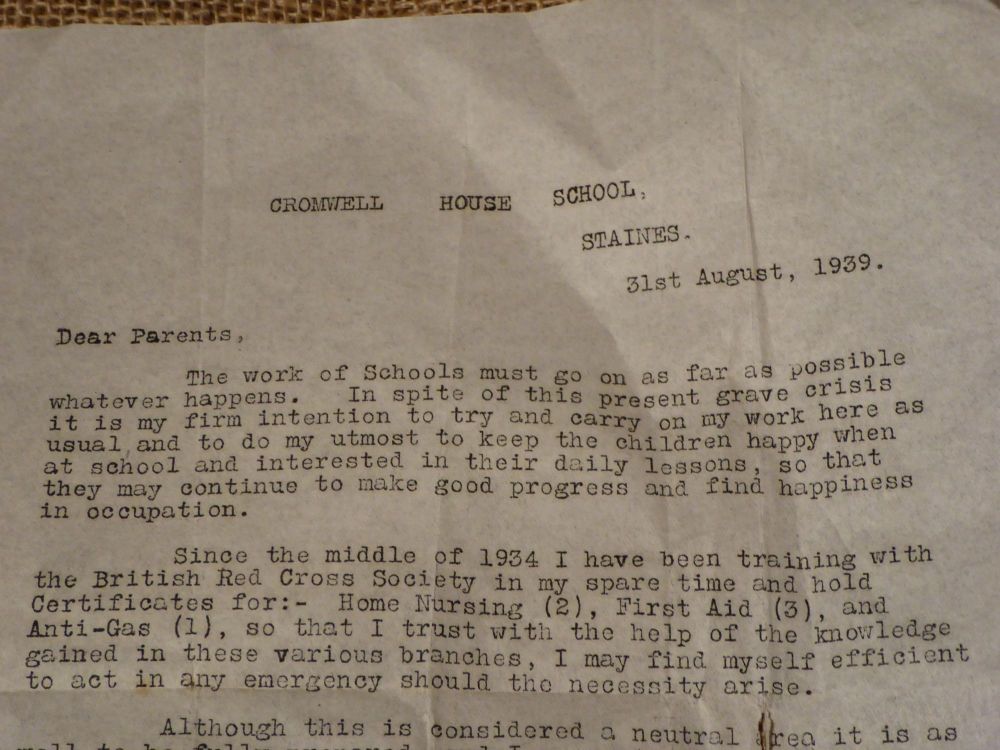 CROMWELL HOUSE SCHOOL,
STAINES.
31st August, 1939.
Dear Parents,
The work of Schools must go on as far as possible
whatever happens. In spite of this present grave crisis
it is my firm intention to try and carry on my work here as
usual,and to do my utmost to keep the children happy when
at school and interested in their daily lessons, so that
they may continue to make good progress and find happiness
in occupation.
Since the middle of 1934 I have been training with
the British Red Cross Society in my spare time and hold
Certificates for:- Home Nursing (2), First Aid (3), and
Anti-Gas (1), so that I trust with the help of the knowledge
gained in these various branches, I may find myself efficient
to act in any emergency should the necessity arise.
Although this is considered a neutral area it is as
well to be fully